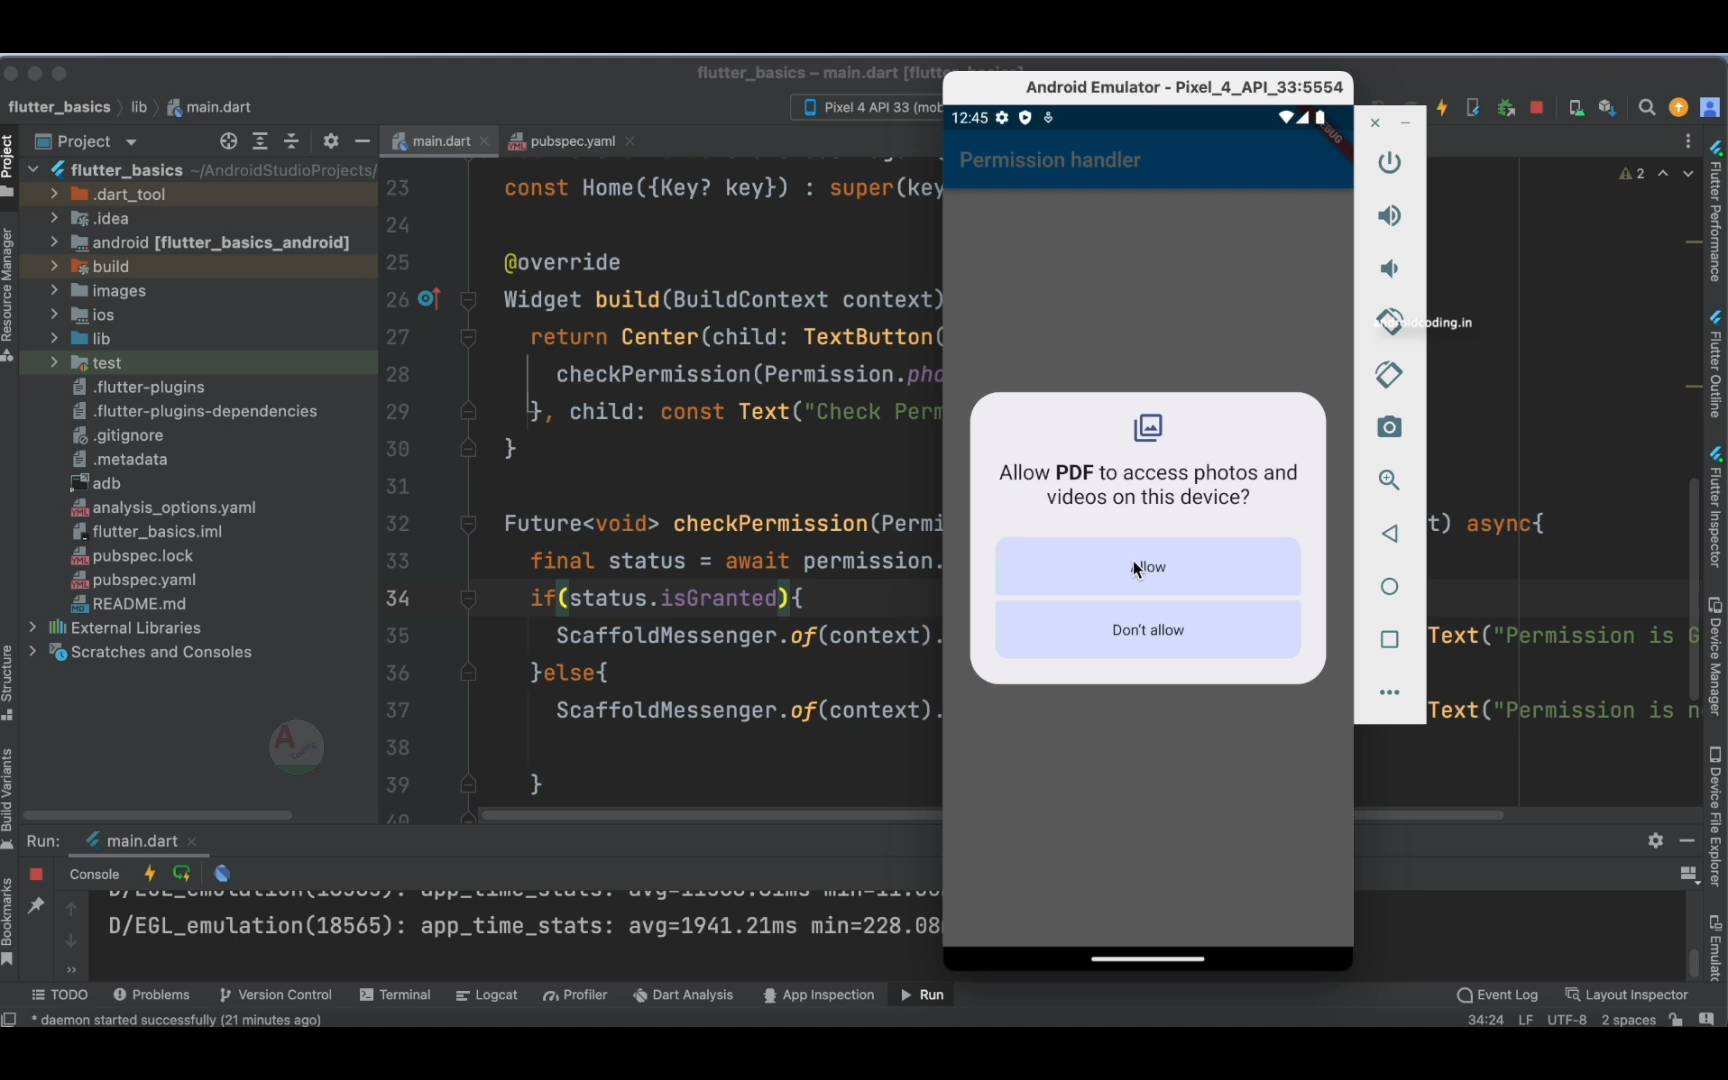 flutter_basics – main.dart [flutter_basics]
flutter_basics
lib
main.dart
Pixel 4 API 33 (mob
Project
main.dart
pubspec.yaml
flutter_basics ~/AndroidStudioProjects/
.dart_tool
.idea
android [flutter_basics_android]
build
images
ios
lib
test
.flutter-plugins
.flutter-plugins-dependencies
.gitignore
.metadata
adb
analysis_options.yaml
flutter_basics.iml
pubspec.lock
pubspec.yaml
README.md
External Libraries
Scratches and Consoles
Project
Resource Manager
Structure
Build Variants
Bookmarks
23 const Home({Key? key}) : super(key
24
25 @override
26 Widget build(BuildContext context)
27 return Center(child: TextButton(
28 checkPermission(Permission.pho
29 }, child: const Text("Check Perm
30 }
31
32 Future<void> checkPermission(Permi t) async{
33 final status = await permission.
34 if(status.isGranted){
35 ScaffoldMessenger.of(context). Text("Permission is G
36 }else{
37 ScaffoldMessenger.of(context). Text("Permission is n
38
39 }
40
2
Android Emulator - Pixel_4_API_33:5554
12:45
DEBUG
Permission handler
Allow PDF to access photos and
videos on this device?
Allow
Don't allow
androidcoding.in
A
Coding
Flutter Performance
Flutter Outline
Flutter Inspector
Device Manager
Device File Explorer
Emulato
Run:
main.dart
Console
D/EGL_emulation(18565): app_time_stats: avg=1941.21ms min=228.08
TODO
Problems
Version Control
Terminal
Logcat
Profiler
Dart Analysis
App Inspection
Run
Event Log
Layout Inspector
* daemon started successfully (21 minutes ago)
34:24 LF UTF-8 2 spaces